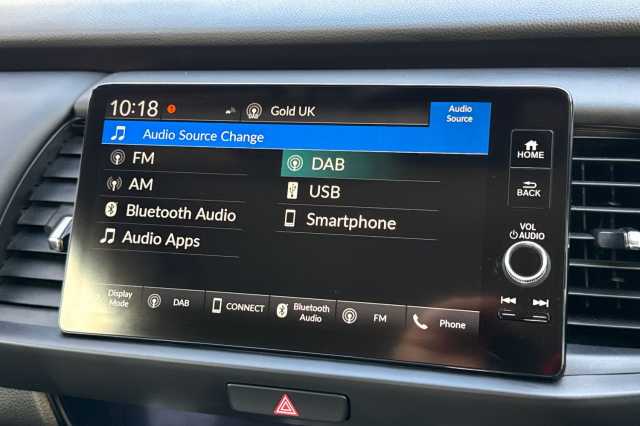 10:18
Gold UK
Audio Source
Audio Source Change
FM
DAB
AM
USB
Bluetooth Audio
Smartphone
Audio Apps
HOME
BACK
VOL
AUDIO
Display Mode
DAB
CONNECT
Bluetooth Audio
FM
Phone